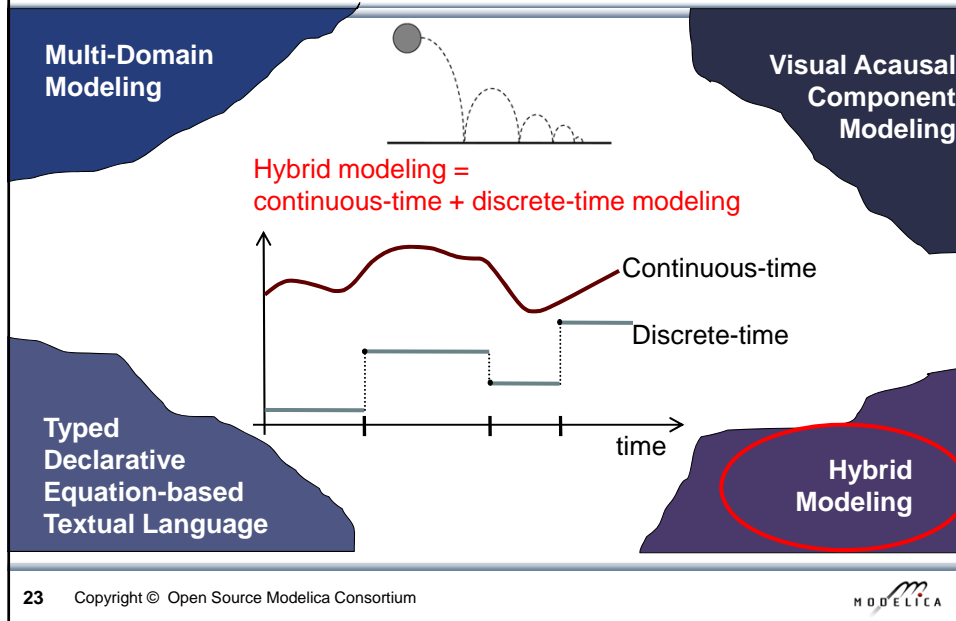 Multi-Domain
Modeling
Visual Acausal
Component
Modeling
Hybrid modeling =
continuous-time + discrete-time modeling
Continuous-time
Discrete-time
time
Typed
Declarative
Equation-based
Textual Language
Hybrid
Modeling
23 Copyright © Open Source Modelica Consortium
MODELICA